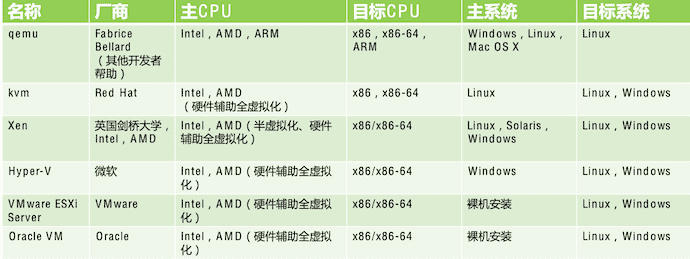 名称 厂商 主CPU 目标CPU 主系统 目标系统
qemu Fabrice Intel，AMD，ARM x86，x86-64， Windows，Linux， Linux
Bellard ARM Mac OS X
（其他开发者
帮助）
kvm Red Hat Intel，AMD x86，x86-64 Linux Linux，Windows
（硬件辅助全虚拟化）
Xen 英国剑桥大学， Intel，AMD（半虚拟化、硬件 x86/x86-64 Linux，Solaris， Linux，Windows
Intel，AMD 辅助全虚拟化） Windows
Hyper-V 微软 Intel，AMD（硬件辅助全虚拟 x86/x86-64 Windows Linux，Windows
化）
VMware ESXi VMware Intel，AMD（硬件辅助全虚拟 x86/x86-64 裸机安装 Linux，Windows
Server 化）
Oracle VM Oracle Intel，AMD（硬件辅助全虚拟 x86/x86-64 裸机安装 Linux，Windows
化）